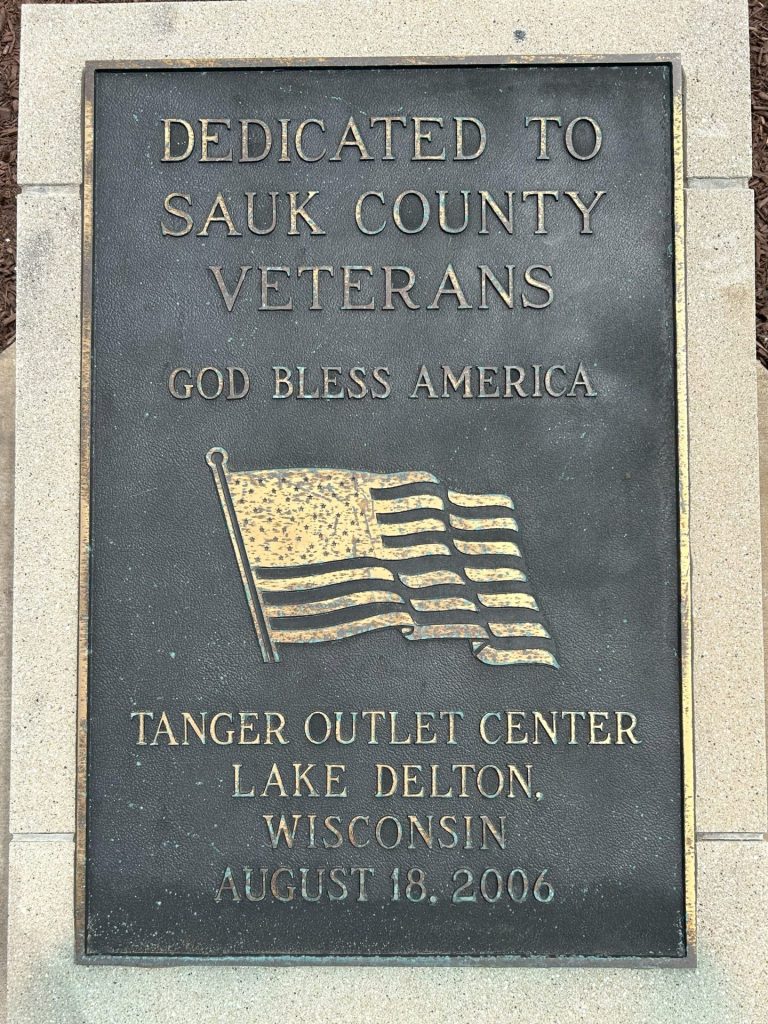 DEDICATED TO
SAUK COUNTY
VETERANS
GOD BLESS AMERICA
TANGER OUTLET CENTER
LAKE DELTON,
WISCONSIN
AUGUST 18, 2006